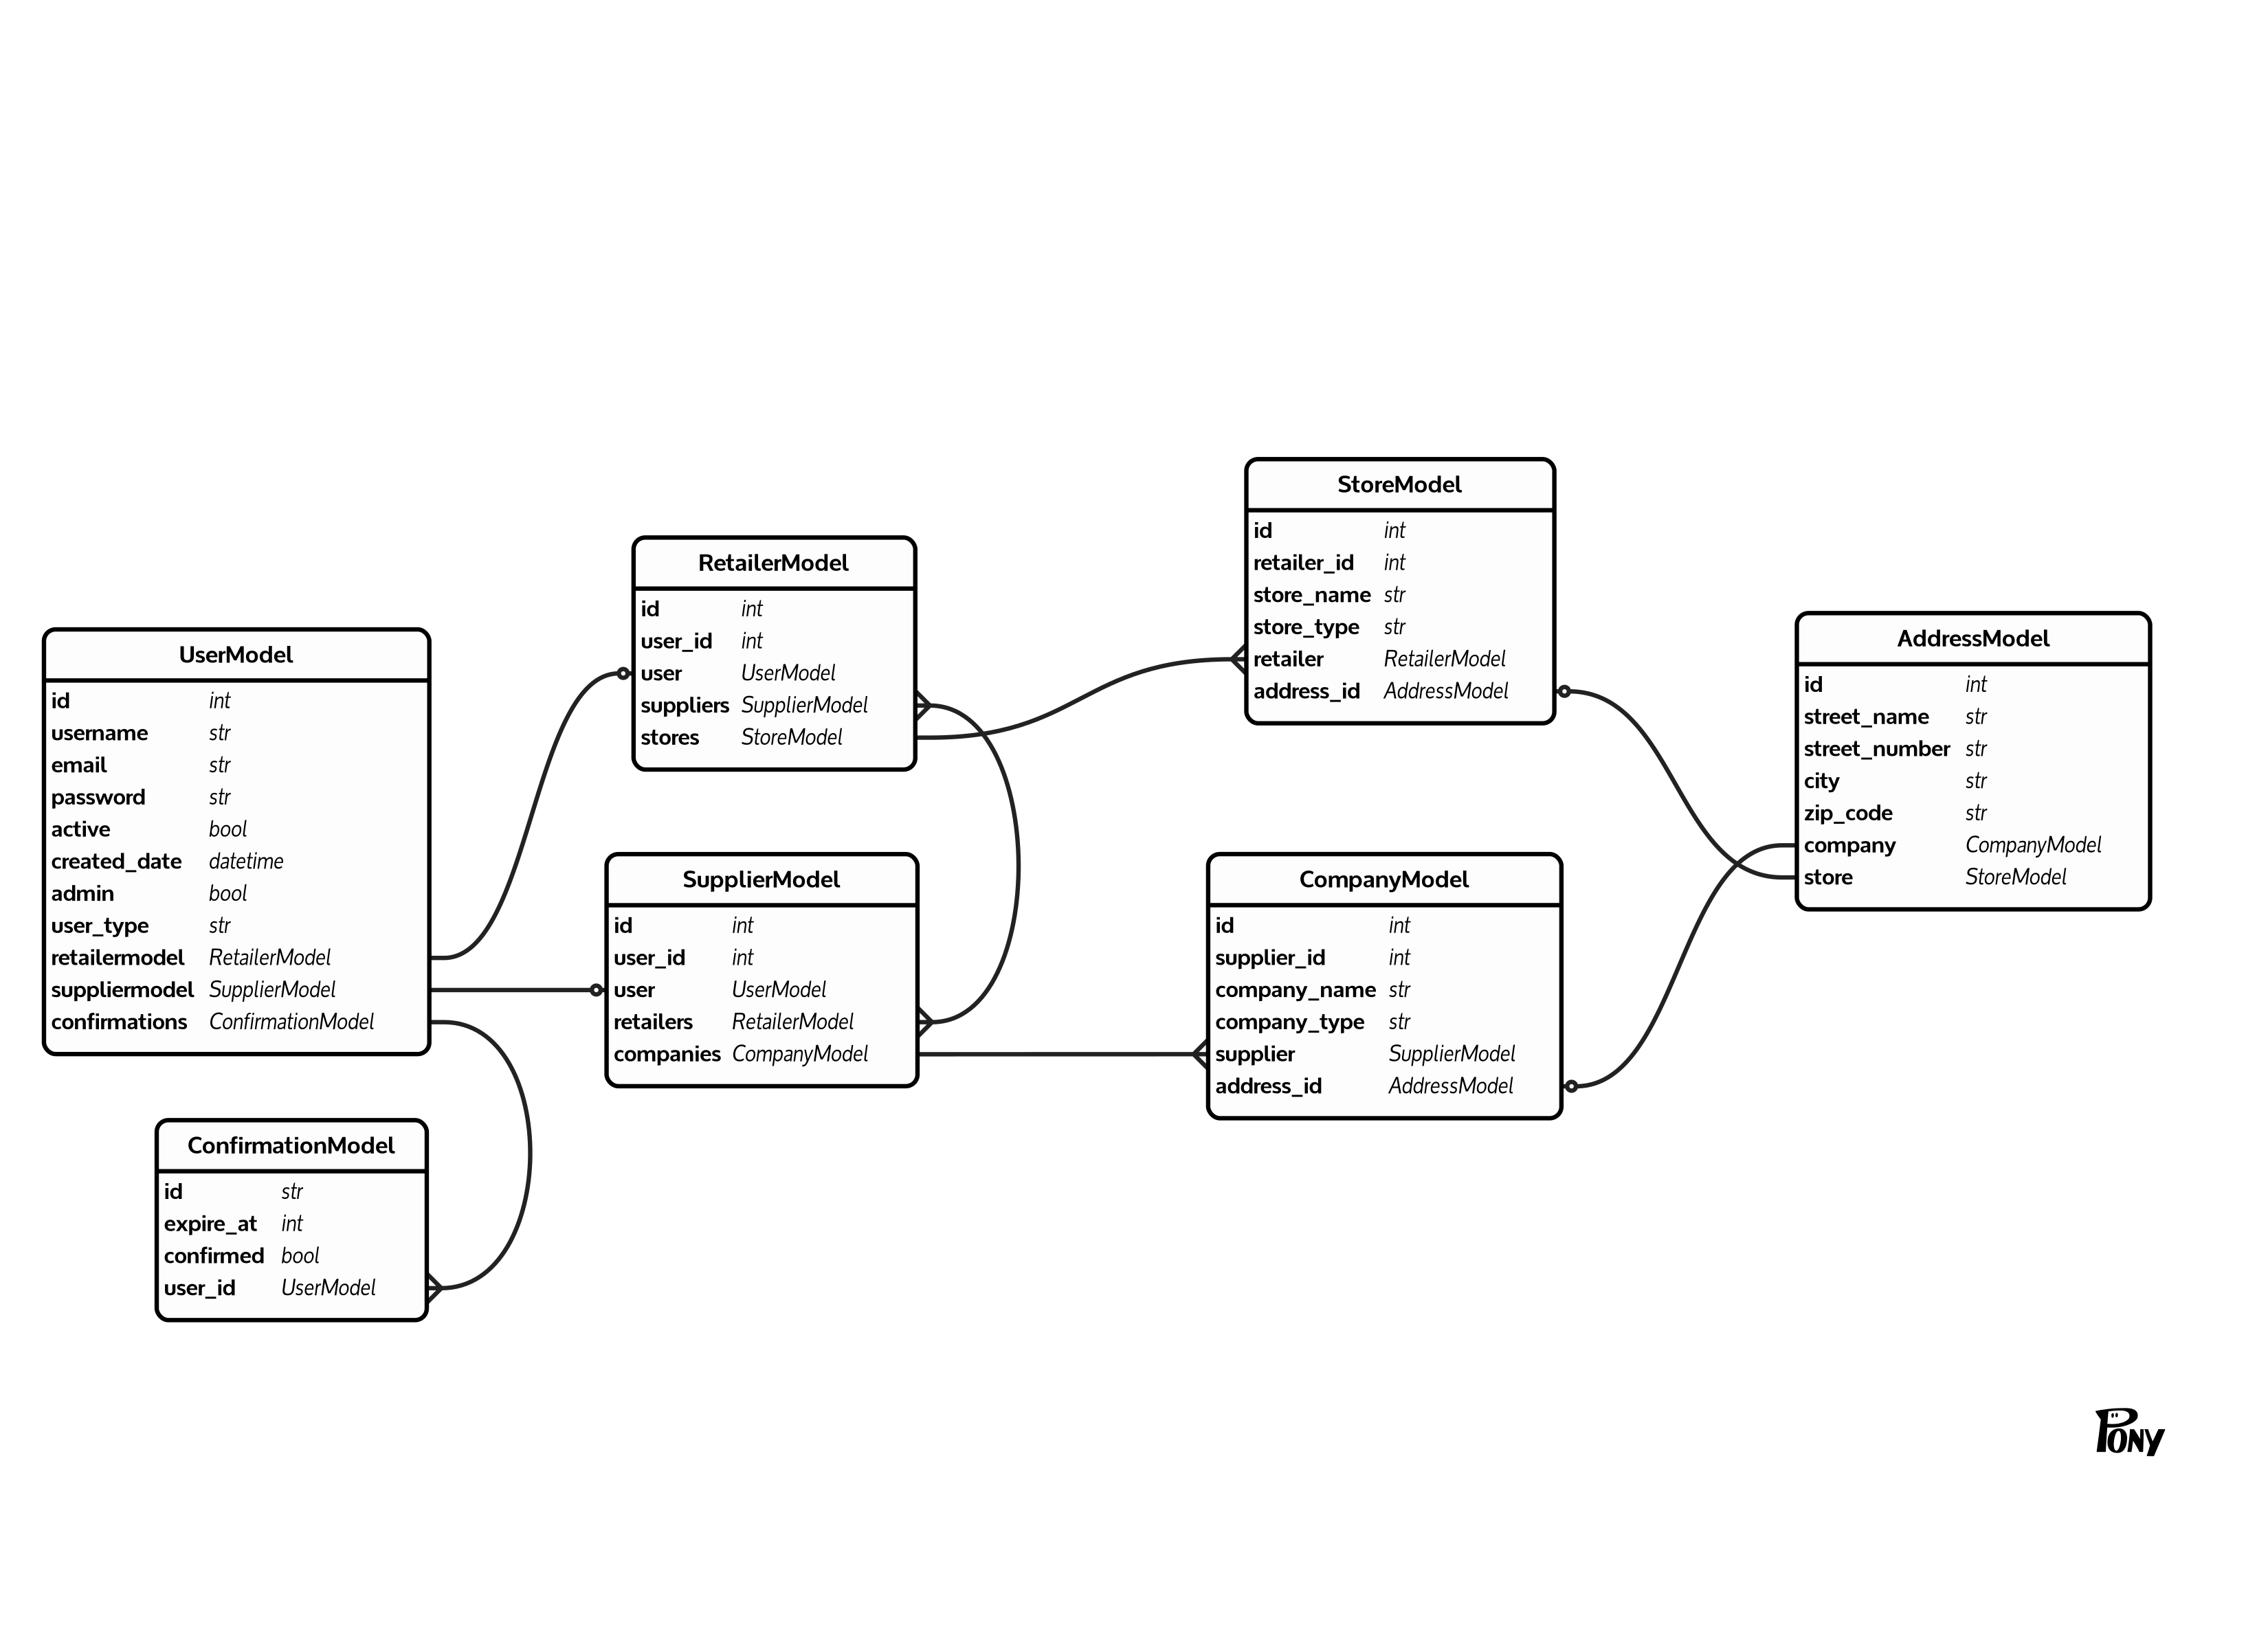 UserModel
id int
username str
email str
password str
active bool
created_date datetime
admin bool
user_type str
retailermodel RetailerModel
suppliermodel SupplierModel
confirmations ConfirmationModel
ConfirmationModel
id str
expire_at int
confirmed bool
user_id UserModel
RetailerModel
id int
user_id int
user UserModel
suppliers SupplierModel
stores StoreModel
SupplierModel
id int
user_id int
user UserModel
retailers RetailerModel
companies CompanyModel
StoreModel
id int
retailer_id int
store_name str
store_type str
retailer RetailerModel
address_id AddressModel
CompanyModel
id int
supplier_id int
company_name str
company_type str
supplier SupplierModel
address_id AddressModel
AddressModel
id int
street_name str
street_number str
city str
zip_code str
company CompanyModel
store StoreModel
PONY